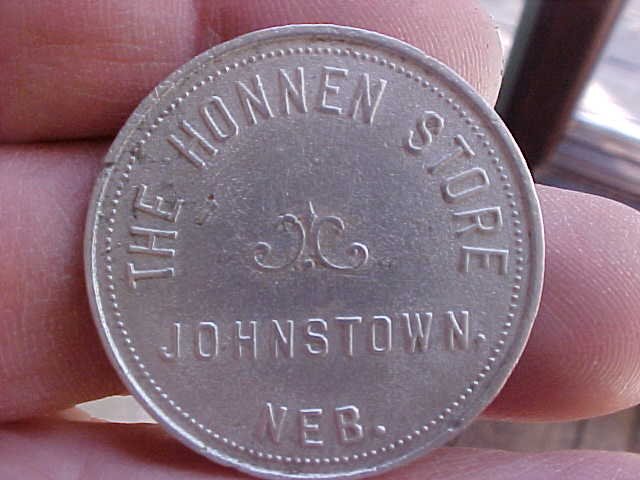 THE HONNEN STORE
JOHNSTOWN.
NEB.